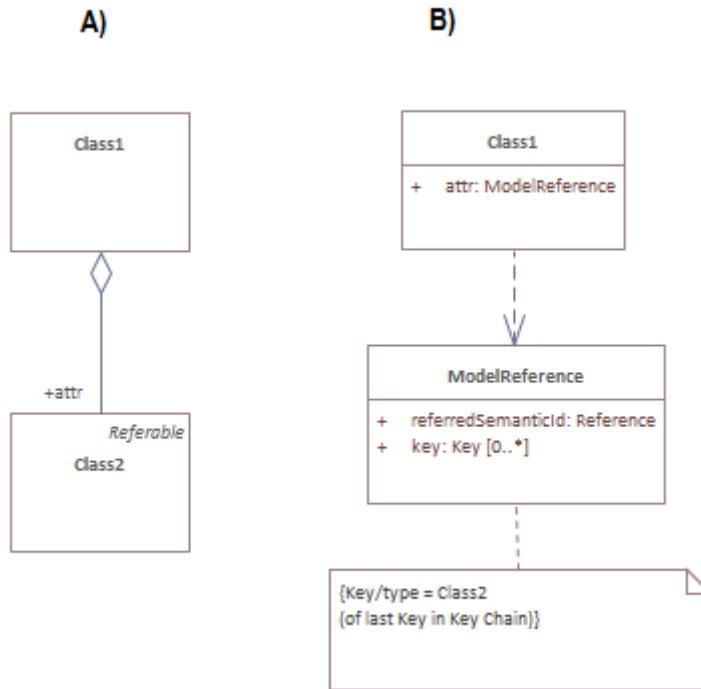 A)
B)
Class1
+attr
Referable
Class2
Class1
+ attr: ModelReference
ModelReference
+ referredSemanticId: Reference
+ key: Key [0..*]
{Key/type = Class2
(of last Key in Key Chain)}